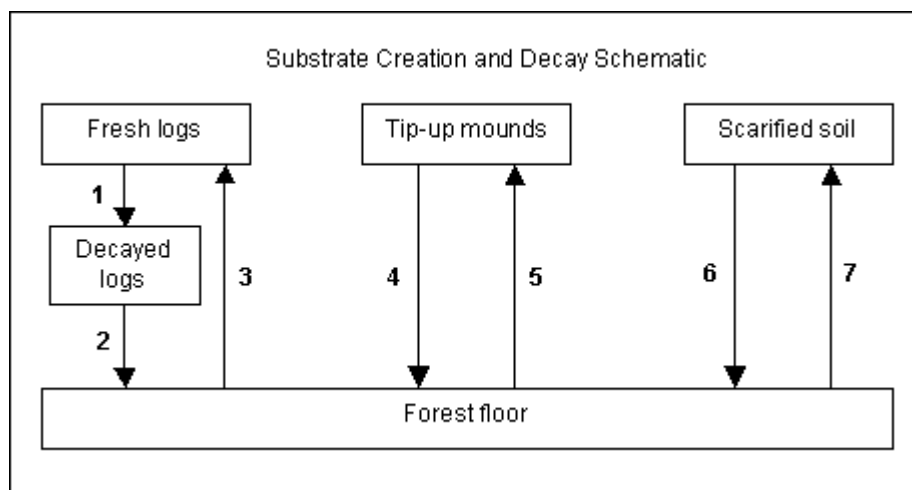 Substrate Creation and Decay Schematic
Fresh logs
Tip-up mounds
Scarified soil
1
Decayed
logs
2
3
4
5
6
7
Forest floor